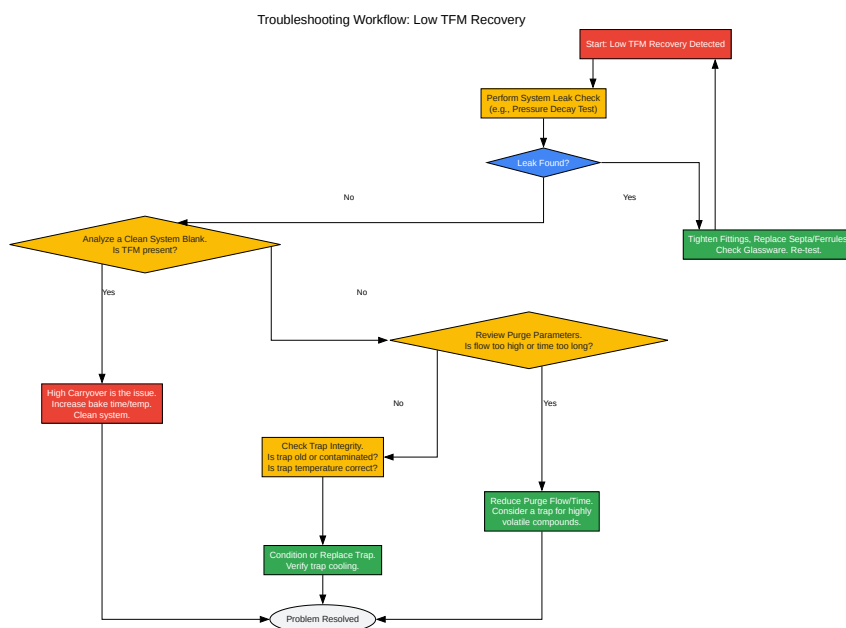 Troubleshooting Workflow: Low TFM Recovery
Start: Low TFM Recovery Detected
Perform System Leak Check
(e.g., Pressure Decay Test)
Leak Found?
No
Yes
Analyze a Clean System Blank.
Is TFM present?
Tighten Fittings, Replace Septa/Ferrules
Check Glassware. Re-test.
Yes
No
Review Purge Parameters.
Is flow too high or time too long?
High Carryover is the issue.
Increase bake time/temp.
Clean system.
No
Yes
Check Trap Integrity.
Is trap old or contaminated?
Is trap temperature correct?
Reduce Purge Flow/Time.
Consider a trap for highly
volatile compounds.
Condition or Replace Trap.
Verify trap cooling.
Problem Resolved